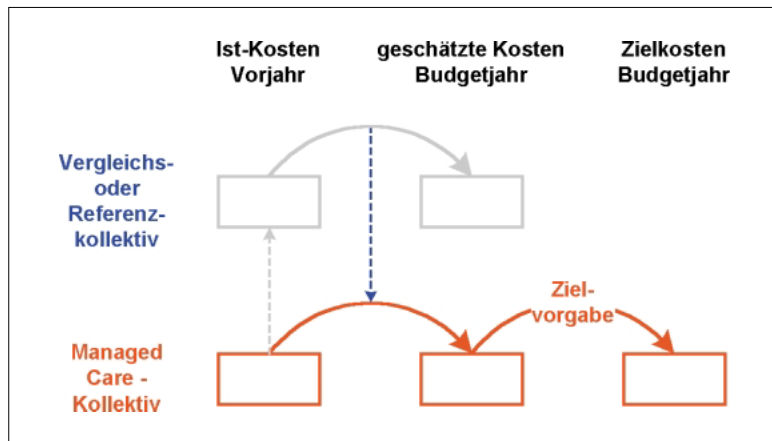 Ist-Kosten
Vorjahr
geschätzte Kosten
Budgetjahr
Zielkosten
Budgetjahr
Vergleichs-
oder
Referenz-
kollektiv
Ziel-
vorgabe
Managed
Care -
Kollektiv